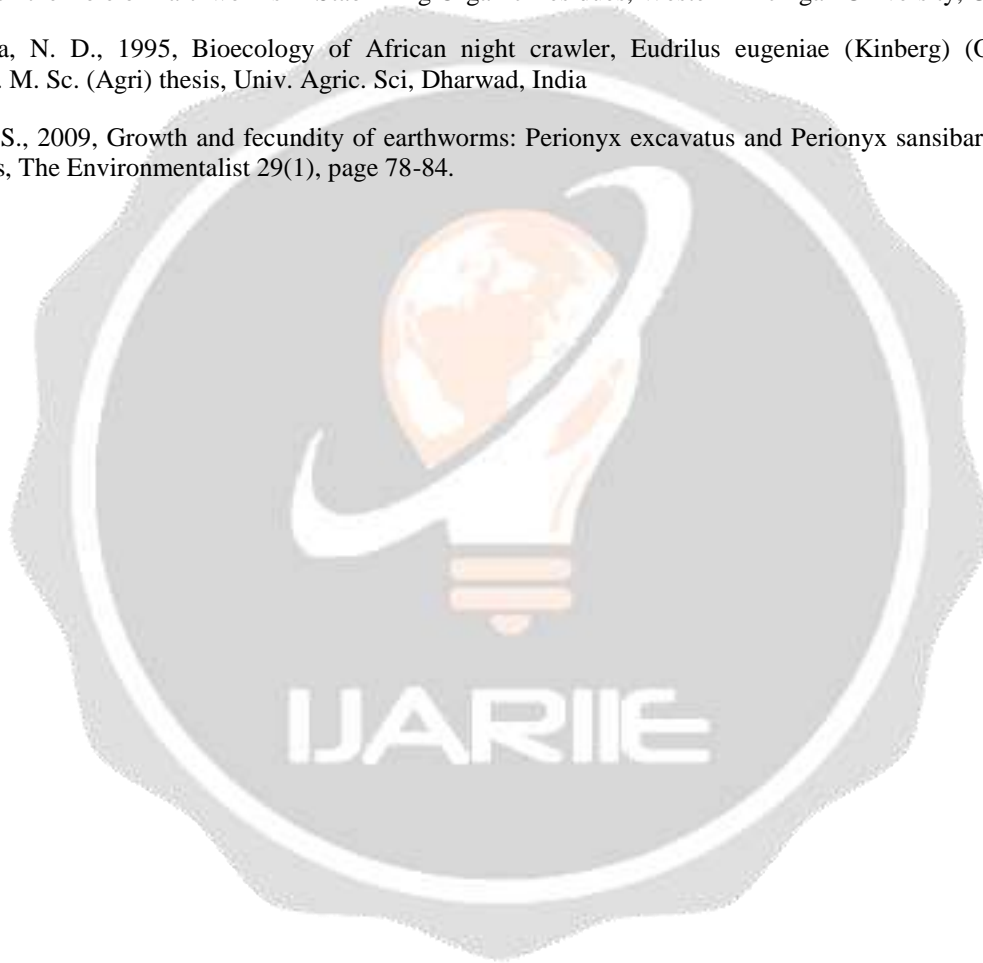 a, N. D., 1995, Bioecology of African night crawler, Eudrilus eugeniae (Kinberg) (O
. M. Sc. (Agri) thesis, Univ. Agric. Sci, Dharwad, India
S., 2009, Growth and fecundity of earthworms: Perionyx excavatus and Perionyx sansibar
s, The Environmentalist 29(1), page 78-84.
IJARIIE